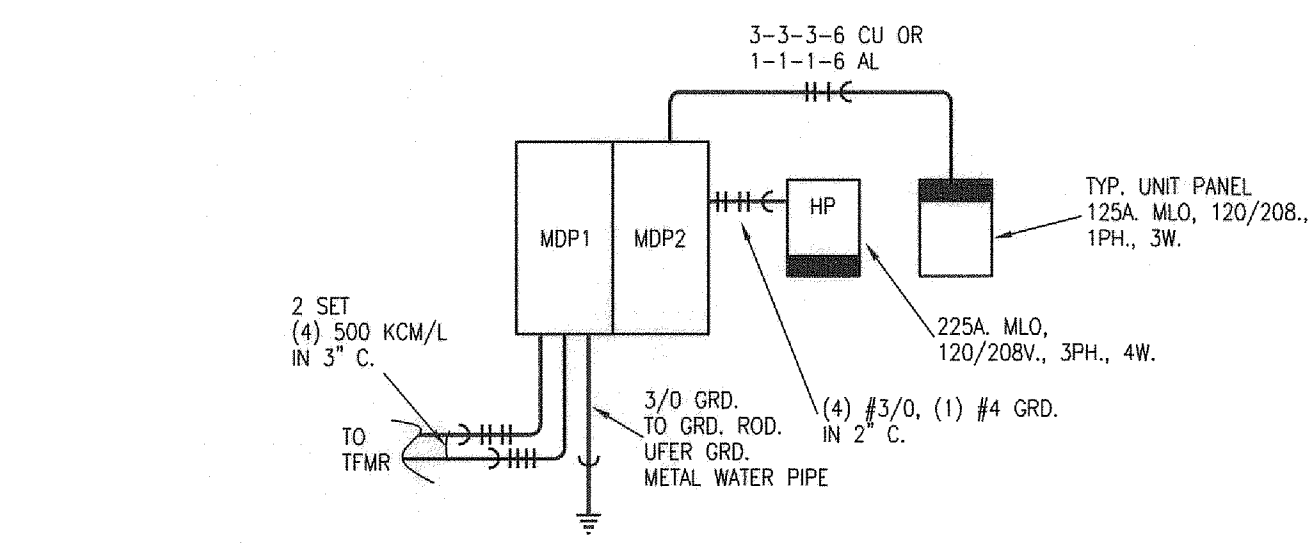 3-3-3-6 CU OR
1-1-1-6 AL
MDP1
MDP2
HP
TYP. UNIT PANEL
125A. MLO, 120/208.,
1PH., 3W.
225A. MLO,
120/208V., 3PH., 4W.
2 SET
(4) 500 KCM/L
IN 3" C.
TO
TFMR
3/0 GRD.
TO GRD. ROD.
UFER GRD.
METAL WATER PIPE
(4) #3/0, (1) #4 GRD.
IN 2" C.